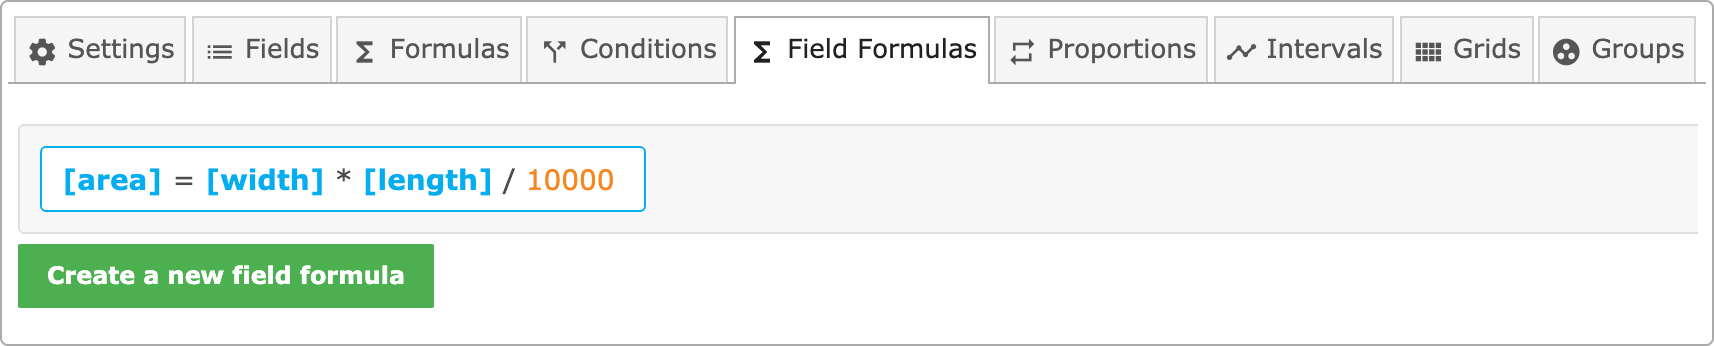 Settings Fields Formulas Conditions Field Formulas Proportions Intervals Grids Groups
[area] = [width] * [length] / 10000
Create a new field formula